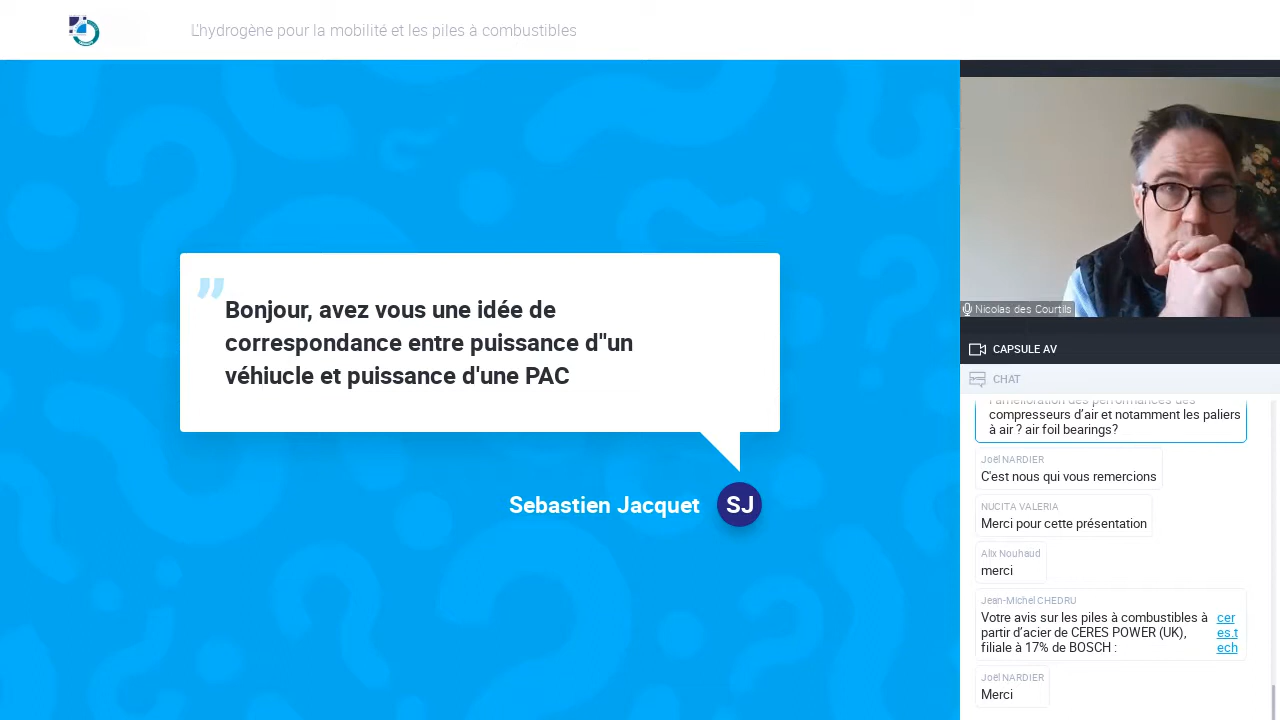 L'hydrogène pour la mobilité et les piles à combustibles
Bonjour, avez vous une idée de
correspondance entre puissance d"un
véhiucle et puissance d'une PAC
Sebastien Jacquet
SJ
Nicolas des Courtils
CAPSULE AV
CHAT
l'amélioration des performances des
compresseurs d’air et notamment les paliers
à air ? air foil bearings?
Joël NARDIER
C'est nous qui vous remercions
NUCITA VALERIA
Merci pour cette présentation
Alix Nouhaud
merci
Jean-Michel CHEDRU
Votre avis sur les piles à combustibles à
partir d’acier de CERES POWER (UK),
filiale à 17% de BOSCH :
cer
es.t
ech
Joël NARDIER
Merci